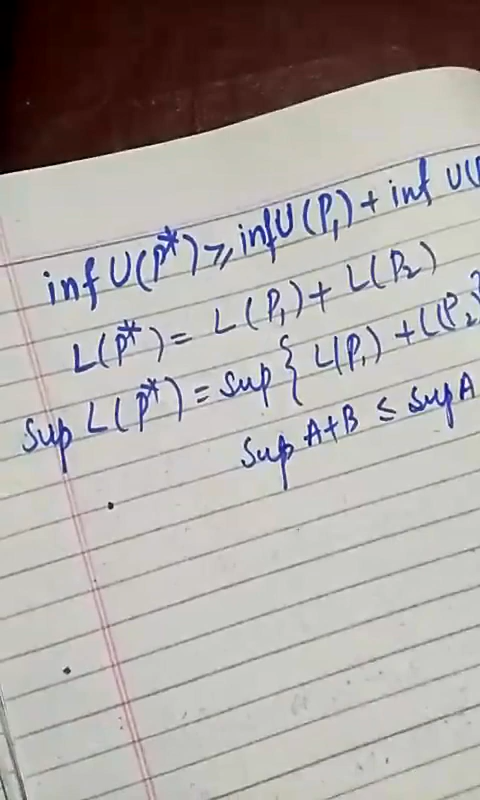 inf U(P*) ≥ inf U(P₁) + inf U(P
L(P*) = L(P₁) + L(P₂)
sup L(P*) = sup { L(P₁) + L(P₂)}
sup A+B ≤ sup A